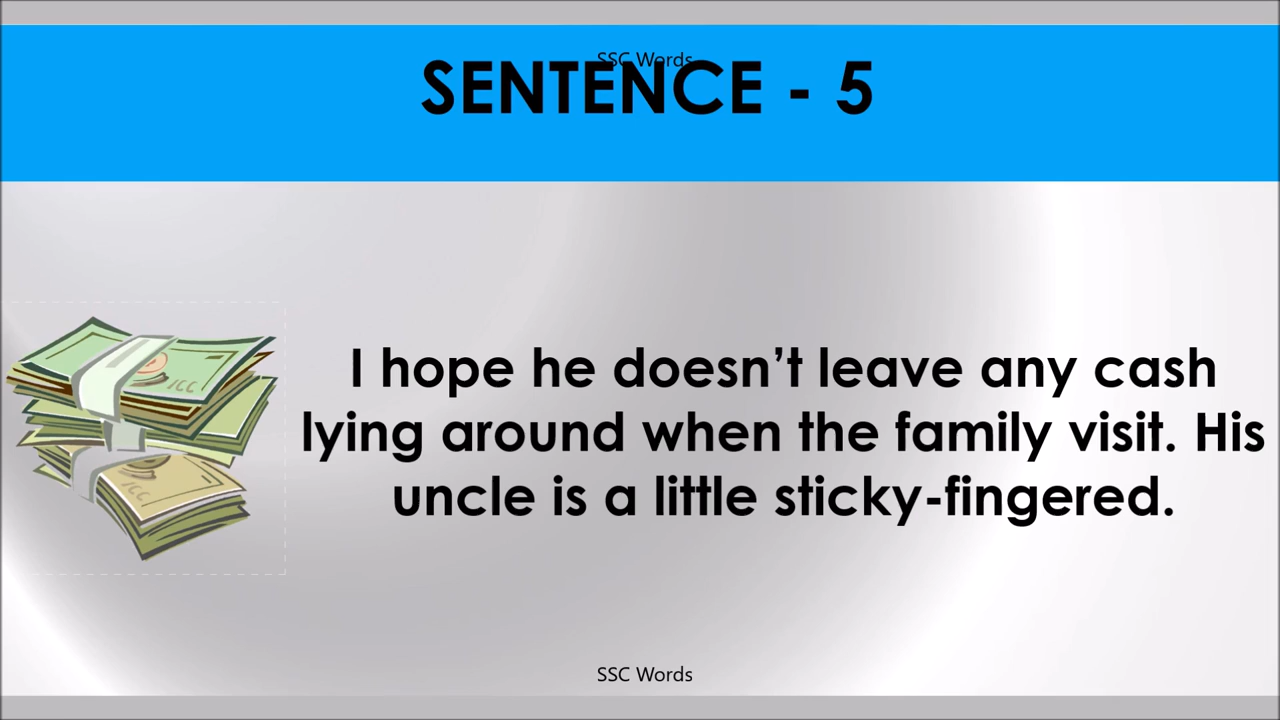 SSC Words
SENTENCE - 5
I hope he doesn’t leave any cash
lying around when the family visit. His
uncle is a little sticky-fingered.
SSC Words